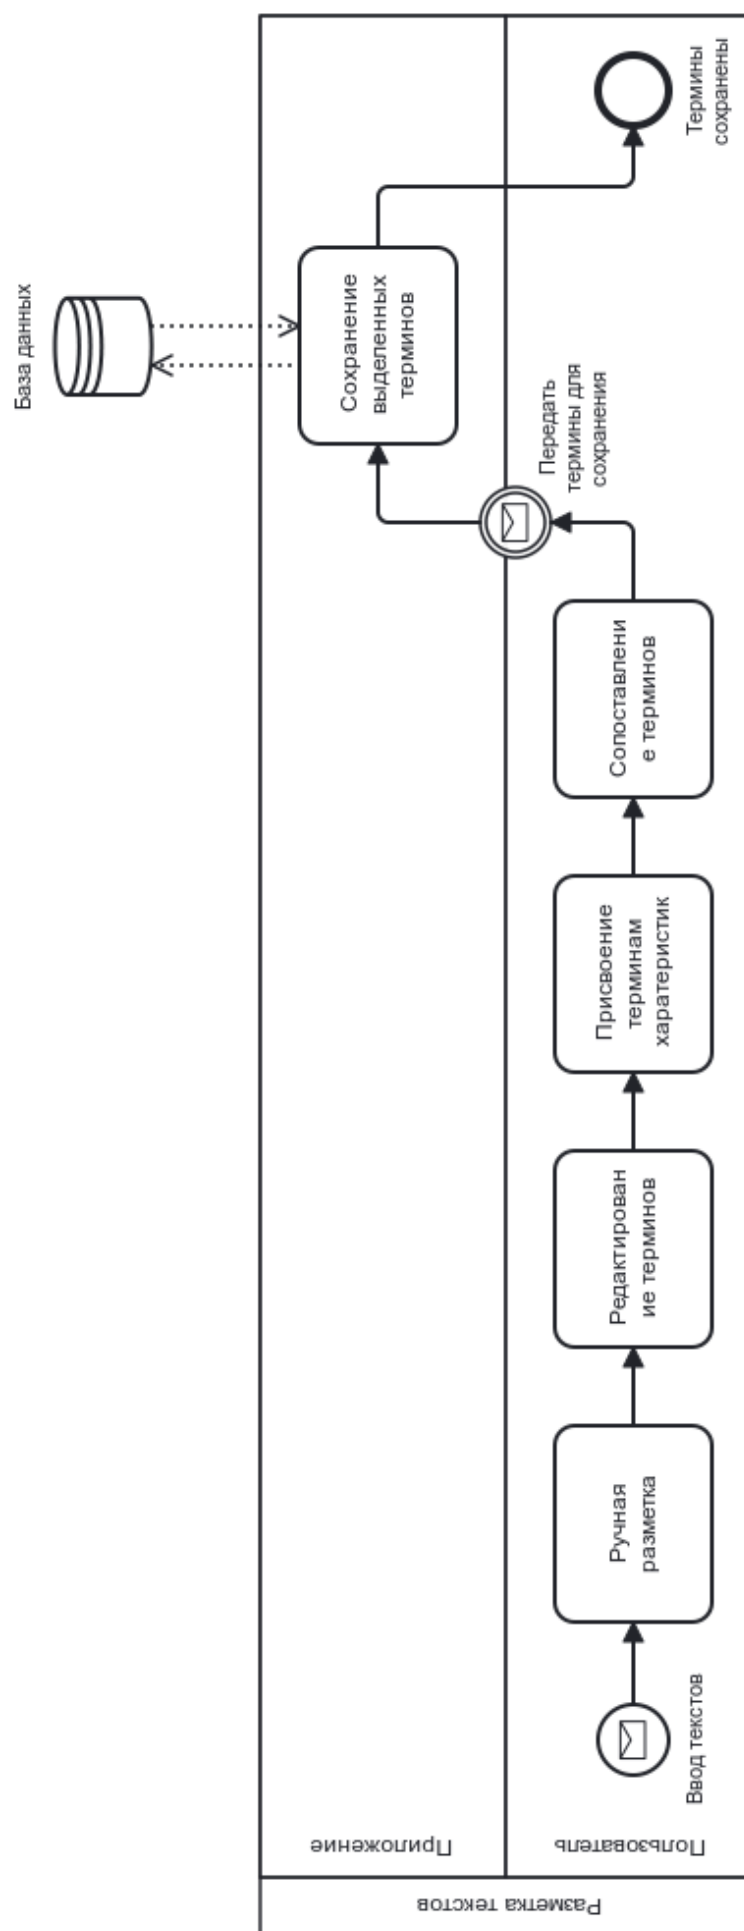 Разметка текстов
Приложение
Пользователь
База данных
Сохранение
выделенных
терминов
Передать
термины для
сохранения
Термины
сохранены
Ввод текстов
Ручная
разметка
Редактирован
ие терминов
Присвоение
терминам
харатеристик
Сопоставлени
е терминов